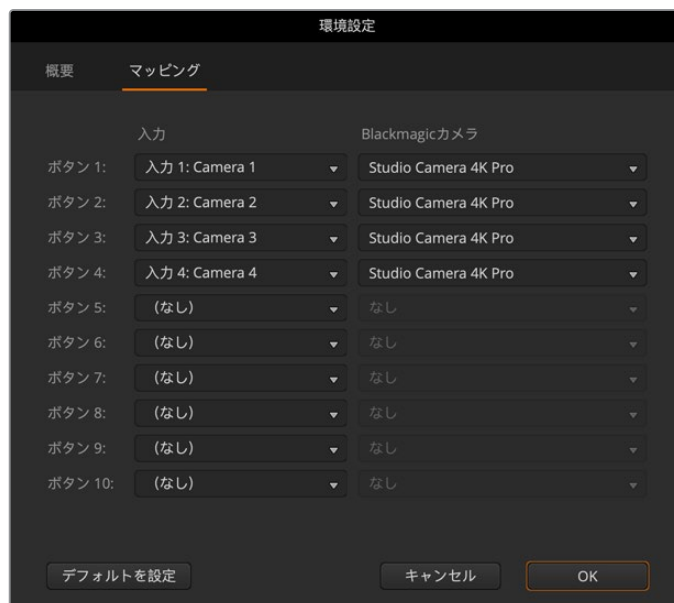 環境設定
概要 マッピング
入力 Blackmagicカメラ
ボタン 1: 入力 1: Camera 1 Studio Camera 4K Pro
ボタン 2: 入力 2: Camera 2 Studio Camera 4K Pro
ボタン 3: 入力 3: Camera 3 Studio Camera 4K Pro
ボタン 4: 入力 4: Camera 4 Studio Camera 4K Pro
ボタン 5: (なし) なし
ボタン 6: (なし) なし
ボタン 7: (なし) なし
ボタン 8: (なし) なし
ボタン 9: (なし) なし
ボタン 10: (なし) なし
デフォルトを設定 キャンセル OK